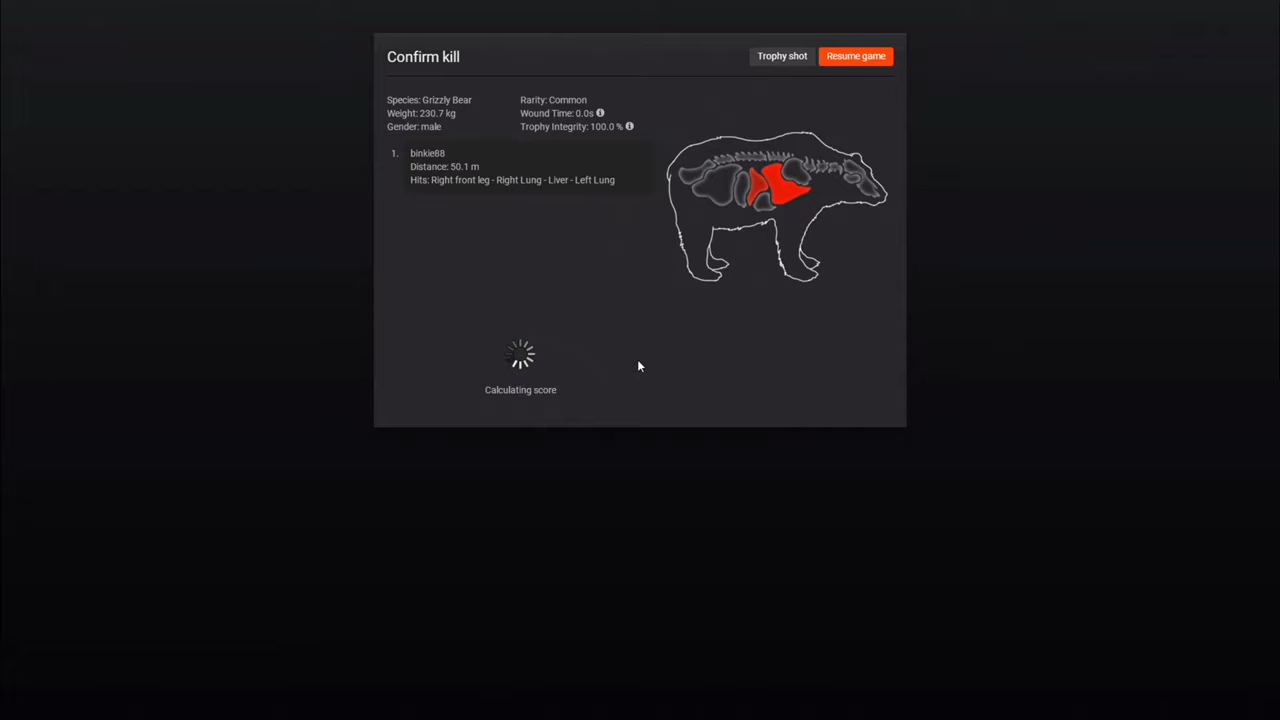 Confirm kill
Trophy shot
Resume game
Species: Grizzly Bear
Rarity: Common
Weight: 230.7 kg
Wound Time: 0.0s
Gender: male
Trophy Integrity: 100.0 %
1. binkie88
Distance: 50.1 m
Hits: Right front leg - Right Lung - Liver - Left Lung
Calculating score